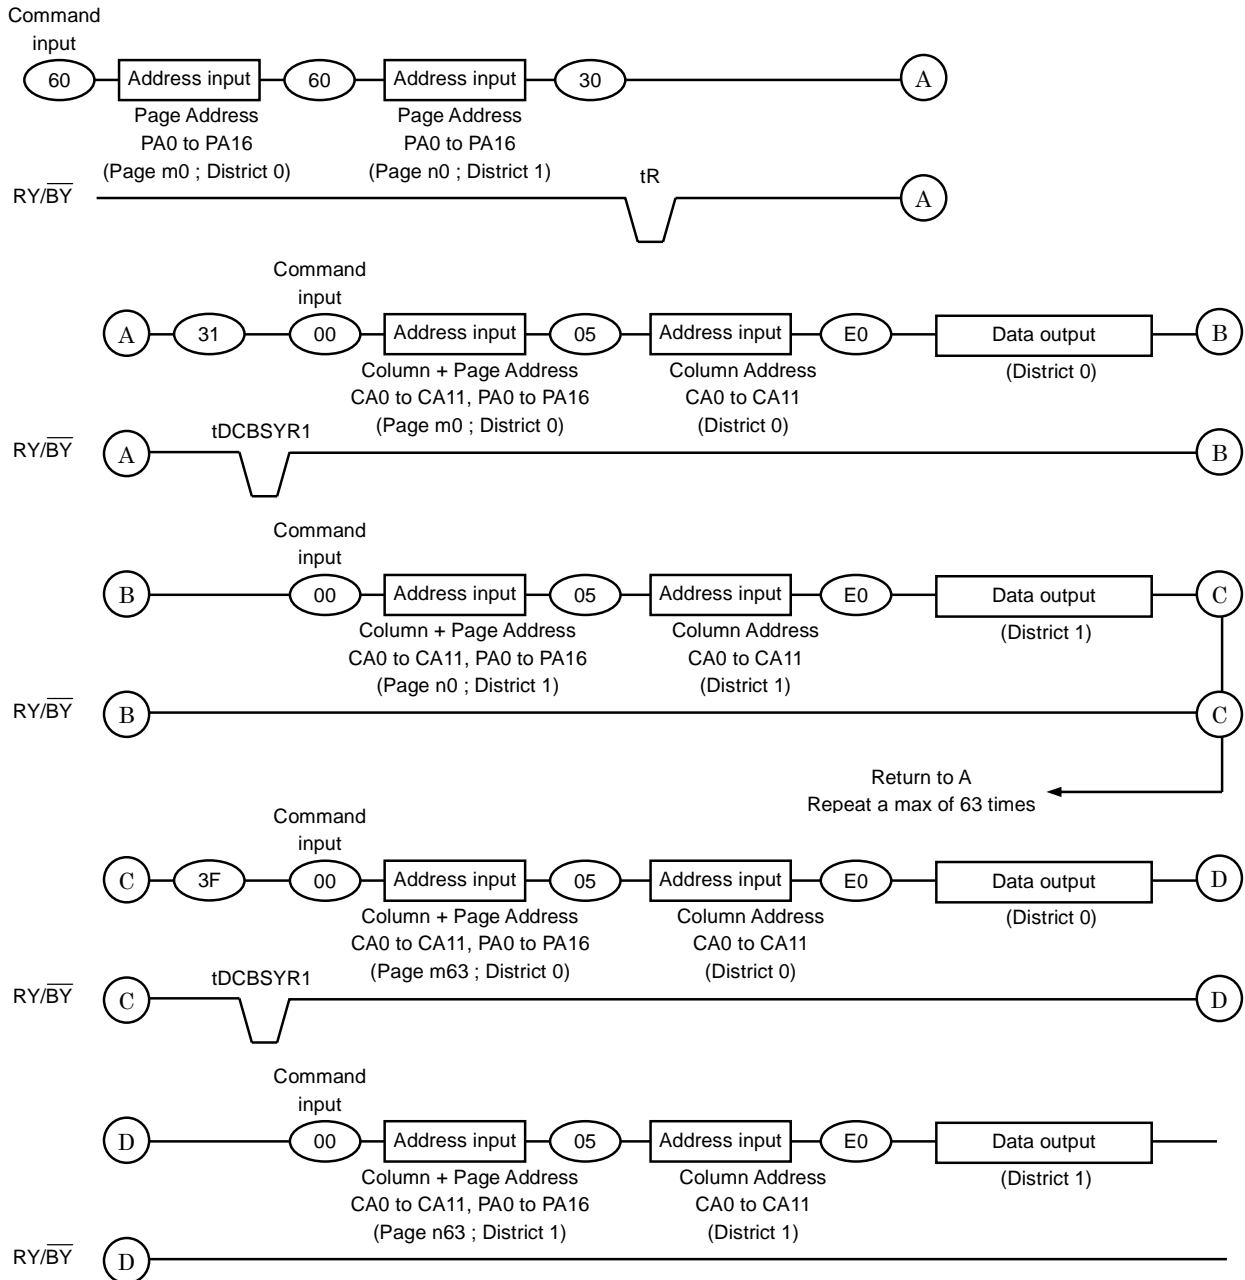 Command
input
60 Address input 60 Address input 30 A
Page Address Page Address
PA0 to PA16 PA0 to PA16
(Page m0 ; District 0) (Page n0 ; District 1)
tR
RY/BY A
Command
input
A 31 00 Address input 05 Address input E0 Data output B
Column + Page Address Column Address (District 0)
CA0 to CA11, PA0 to PA16 CA0 to CA11
(Page m0 ; District 0) (District 0)
tDCBSYR1
RY/BY A B
Command
input
B 00 Address input 05 Address input E0 Data output C
Column + Page Address Column Address (District 1)
CA0 to CA11, PA0 to PA16 CA0 to CA11
(Page n0 ; District 1) (District 1)
RY/BY B C
Return to A
Repeat a max of 63 times
Command
input
C 3F 00 Address input 05 Address input E0 Data output D
Column + Page Address Column Address (District 0)
CA0 to CA11, PA0 to PA16 CA0 to CA11
(Page m63 ; District 0) (District 0)
tDCBSYR1
RY/BY C D
Command
input
D 00 Address input 05 Address input E0 Data output
Column + Page Address Column Address (District 1)
CA0 to CA11, PA0 to PA16 CA0 to CA11
(Page n63 ; District 1) (District 1)
RY/BY D